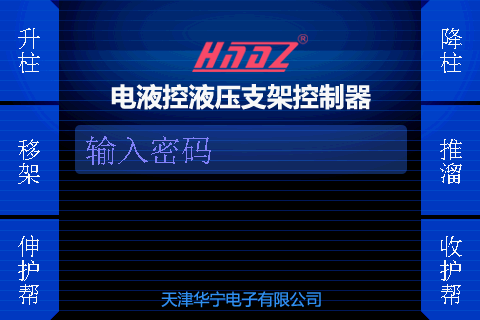 升柱
降柱
HNDZ®
电液控液压支架控制器
输入密码
移架
推溜
伸护帮
收护帮
天津华宁电子有限公司